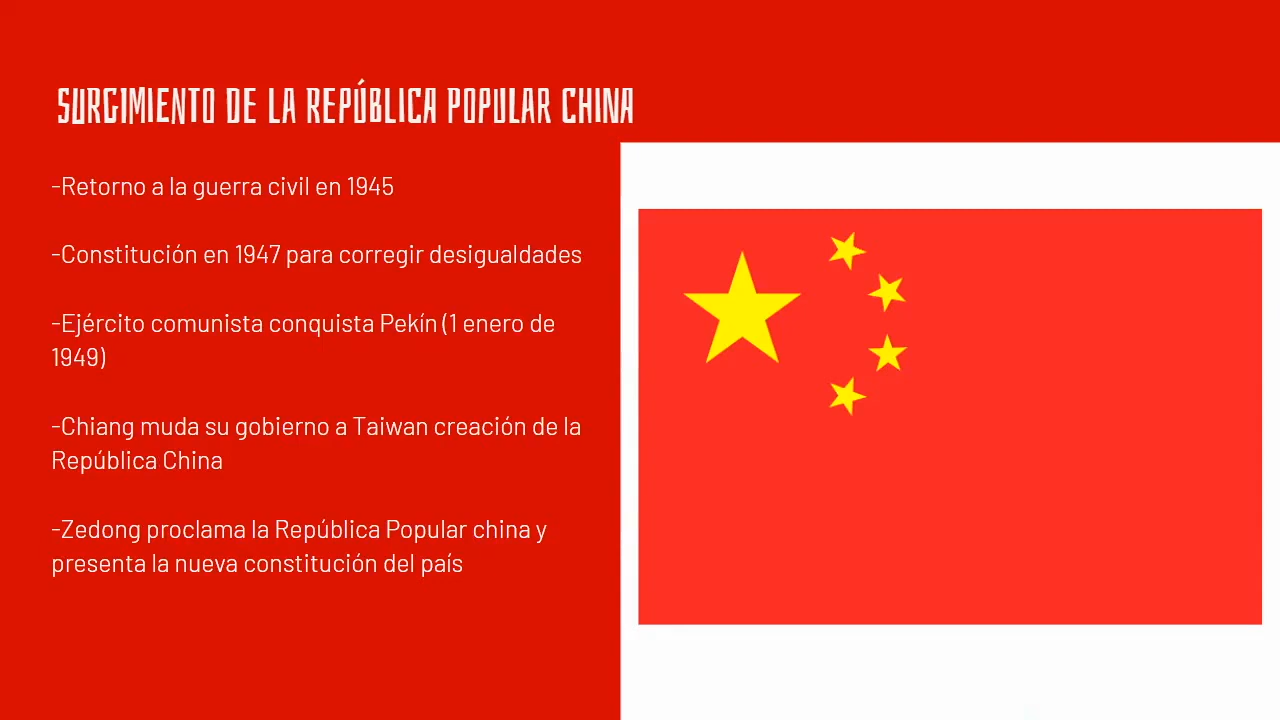 SURGIMIENTO DE LA REPÚBLICA POPULAR CHINA
-Retorno a la guerra civil en 1945
-Constitución en 1947 para corregir desigualdades
-Ejército comunista conquista Pekín (1 enero de
1949)
-Chiang muda su gobierno a Taiwan creación de la
República China
-Zedong proclama la República Popular china y
presenta la nueva constitución del país